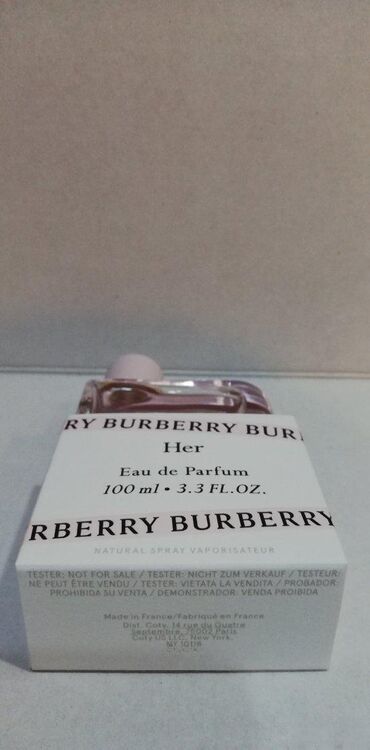 RY BURBERRY BUR
Her
Eau de Parfum
100 ml • 3.3 FL.OZ.
RBERRY BURBERRY
NATURAL SPRAY VAPORISATEUR
TESTER: NOT FOR SALE / TESTER: NICHT ZUM VERKAUF / TESTEUR:
NE PEUT ÊTRE VENDU / TESTER: VIETATA LA VENDITA / PROBADOR:
PROHIBIDA SU VENTA / DEMONSTRADOR: VENDA PROIBIDA
Made in France/Fabriqué en France
Dist. Coty, 14 rue du Quatre
Septembre, 75002 Paris
Coty US LLC, New York,
NY 10118